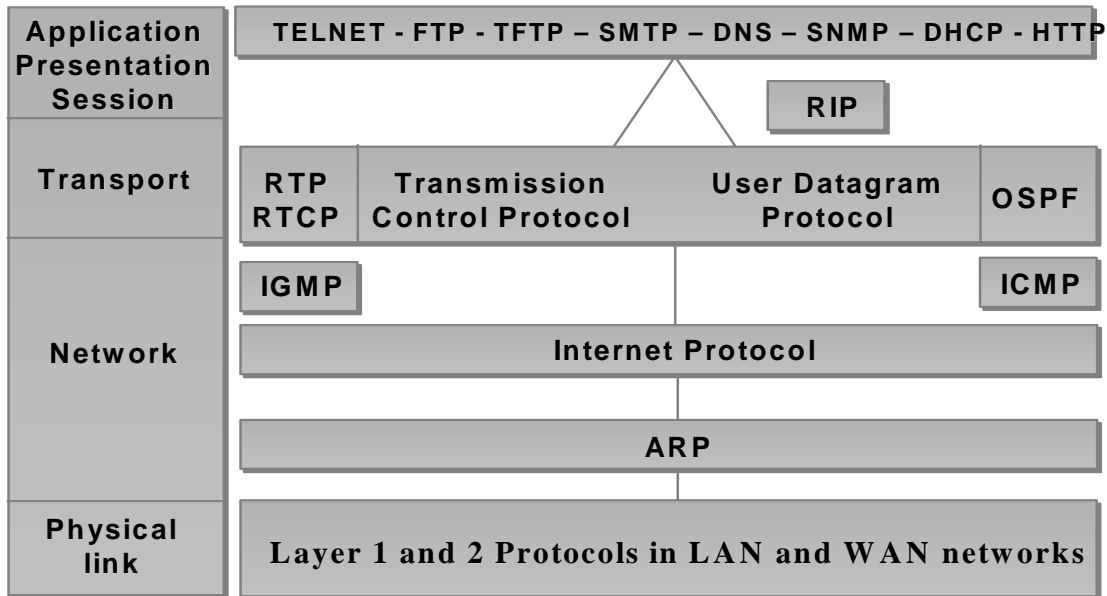 Application
Presentation
Session
TELNET - FTP - TFTP – SMTP – DNS – SNMP – DHCP - HTTP
RIP
Transport
RTP
RTCP
Transmission
Control Protocol
User Datagram
Protocol
OSPF
IGMP
ICMP
Network
Internet Protocol
ARP
Physical
link
Layer 1 and 2 Protocols in LAN and WAN networks